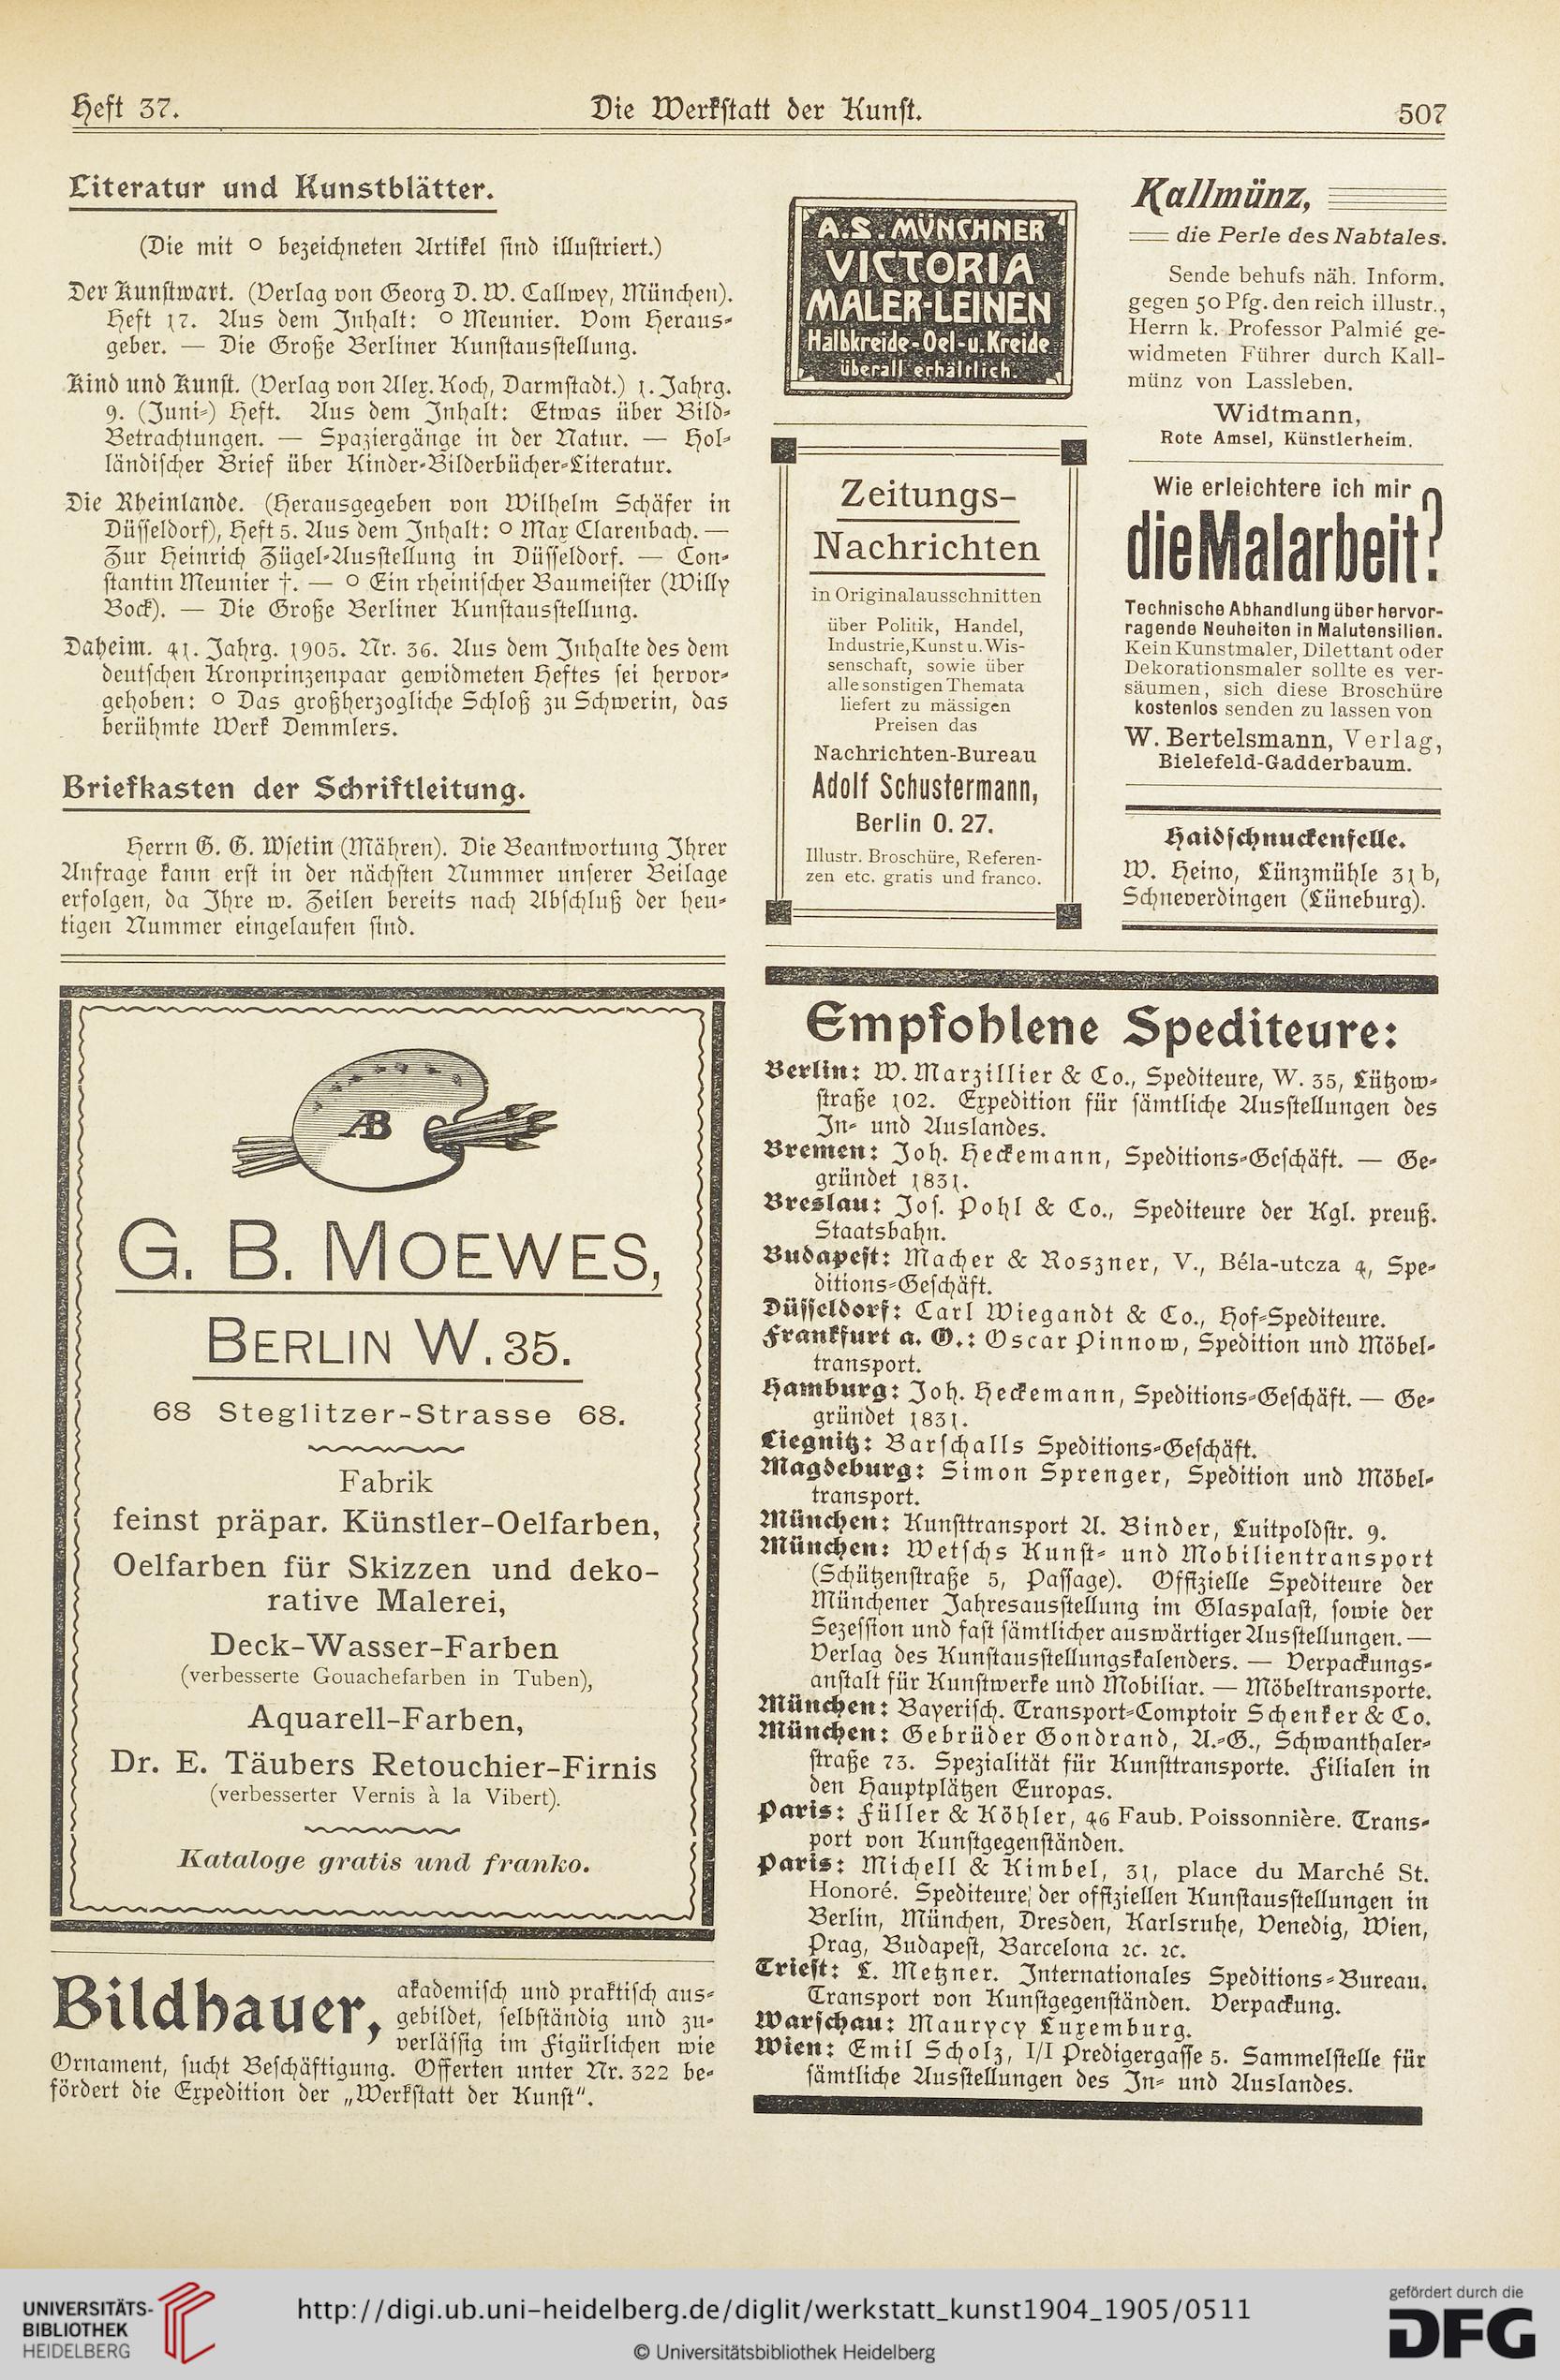 Heft 37.
Die Werkſtatt der Kunſt.
507
Literatur und Kunstblätter.
(Die mit o bezeichneten Artikel ſind illuſtriert.)
Der Kunſtwart. (Verlag von Georg D. W. Callwey, München).
Heft 17. Aus dem Inhalt: o Meunier. Vom Heraus-
geber. — Die Große Berliner Kunſtausſtellung.
Kind und Kunſt. (Verlag von Alex. Koch, Darmſtadt.) 1. Jahrg.
9. (Juni-) Heft. Aus dem Inhalt: Etwas über Bild-
Betrachtungen. — Spaziergänge in der Natur. — Hol-
ländiſcher Brief über Kinder-Bilderbücher-Literatur.
Die Rheinlande. (Herausgegeben von Wilhelm Schäfer in
Düſſeldorf), Heft 5. Aus dem Inhalt: o Max Clarenbach. —
Zur Heinrich Zügel-Ausſtellung in Düſſeldorf. — Con-
ſtantin Meunier †. — o Ein rheiniſcher Baumeiſter (Willy
Bock). — Die Große Berliner Kunſtausſtellung.
Daheim. 41. Jahrg. 1905. Nr. 36. Aus dem Inhalte des dem
deutſchen Kronprinzenpaar gewidmeten Heftes ſei hervor-
gehoben: o Das großherzogliche Schloß zu Schwerin, das
berühmte Werk Demmlers.
Briefkasten der Schriftleitung.
Herrn G. G. Wſetin (Mähren). Die Beantwortung Ihrer
Anfrage kann erſt in der nächſten Nummer unſerer Beilage
erfolgen, da Ihre w. Zeilen bereits nach Abſchluß der heu-
tigen Nummer eingelaufen ſind.
AB
G. B. MOEWES,
BERLIN W. 35.
68 Steglitzer-Strasse 68.
Fabrik
feinst präpar. Künstler-Oelfarben,
Oelfarben für Skizzen und deko-
rative Malerei,
Deck-Wasser-Farben
(verbesserte Gouachefarben in Tuben),
Aquarell-Farben,
Dr. E. Täubers Retouchier-Firnis
(verbesserter Vernis à la Vibert).
Kataloge gratis und franko.
Bildhauer, akademiſch und praktiſch aus-
gebildet, ſelbſtändig und zu-
verläſſig im Figürlichen wie
Ornament, ſucht Beſchäftigung. Offerten unter Nr. 322 be-
fördert die Expedition der „Werkſtatt der Kunſt“.
A.S. MÜNCHNER
VICTORIA
MALER-LEINEN
Halbkreide-Oel-u. Kreide
überall erhältlich.
Zeitungs-
Nachrichten
in Originalausschnitten
über Politik, Handel,
Industrie, Kunst u. Wis-
senschaft, sowie über
alle sonstigen Themata
liefert zu mässigen
Preisen das
Nachrichten-Bureau
Adolf Schustermann,
Berlin O. 27.
Illustr. Broschüre, Referen-
zen etc. gratis und franco.
Kallmünz,
die Perle des Nabtales.
Sende behufs näh. Inform.
gegen 50 Pfg. den reich illustr.,
Herrn k. Professor Palmié ge-
widmeten Führer durch Kall-
münz von Lassleben.
Widtmann,
Rote Amsel, Künstlerheim.
Wie erleichtere ich mir
die Malarbeit?
Technische Abhandlung über hervor-
ragende Neuheiten in Malutensilien.
Kein Kunstmaler, Dilettant oder
Dekorationsmaler sollte es ver-
säumen, sich diese Broschüre
kostenlos senden zu lassen von
W. Bertelsmann, Verlag,
Bielefeld-Gadderbaum.
Haidſchnuckenfelle.
W. Heino, Lünzmühle 31 b,
Schneverdingen (Lüneburg).
Empfohlene Spediteure:
Berlin: W. Marzillier & Co., Spediteure, W. 35, Lützow-
ſtraße 102. Expedition für ſämtliche Ausſtellungen des
In- und Auslandes.
Bremen: Joh. Heckemann, Speditions-Geſchäft. — Ge-
gründet 1831.
Breslau: Joſ. Pohl & Co., Spediteure der Kgl. preuß.
Staatsbahn.
Budapeſt: Macher & Roszner, V., Béla-utcza 4, Spe-
ditions-Geſchäft.
Düſſeldorf: Carl Wiegandt & Co., Hof-Spediteure.
Frankfurt a. O.: Oscar Pinnow, Spedition und Möbel-
transport.
Hamburg: Joh. Heckemann, Speditions-Geſchäft. — Ge-
gründet 1831.
Liegnitz: Barſchalls Speditions-Geſchäft.
Magdeburg: Simon Sprenger, Spedition und Möbel-
transport.
München: Kunſttransport A. Binder, Luitpoldſtr. 9.
München: Wetſchs Kunſt- und Mobilientransport
(Schützenſtraße 5, Paſſage). Offizielle Spediteure der
Münchener Jahresausſtellung im Glaspalaſt, ſowie der
Sezeſſion und faſt ſämtlicher auswärtiger Ausſtellungen. —
Verlag des Kunſtausſtellungskalenders. — Verpackungs-
anſtalt für Kunſtwerke und Mobiliar. — Möbeltransporte.
München: Bayeriſch. Transport-Comptoir Schenker & Co.
München: Gebrüder Gondrand, A.-G., Schwanthaler-
ſtraße 73. Spezialität für Kunſttransporte. Filialen in
den Hauptplätzen Europas.
Paris: Füller & Köhler, 46 Faub. Poissonnière. Trans-
port von Kunſtgegenſtänden.
Paris: Michell & Kimbel, 31, place du Marché St.
Honoré. Spediteure der offiziellen Kunſtausſtellungen in
Berlin, München, Dresden, Karlsruhe, Venedig, Wien,
Prag, Budapeſt, Barcelona ꝛc. ꝛc.
Trieſt: L. Metzner. Internationales Speditions-Bureau.
Transport von Kunſtgegenſtänden. Verpackung.
Warſchau: Maurycy Luxemburg.
Wien: Emil Scholz, I/I Predigergaſſe 5. Sammelſtelle für
ſämtliche Ausſtellungen des In- und Auslandes.
UNIVERSITÄTS-
BIBLIOTHEK
HEIDELBERG
http://digi.ub.uni-heidelberg.de/diglit/werkstatt_kunst1904_1905/0511
© Universitätsbibliothek Heidelberg
gefördert durch die
DFG